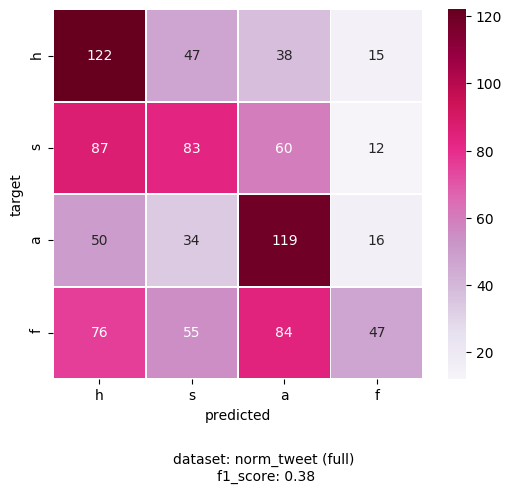 h 122 47 38 15
s 87 83 60 12
a 50 34 119 16
f 76 55 84 47
target
h s a f
predicted
120
100
80
60
40
20
dataset: norm_tweet (full)
f1_score: 0.38